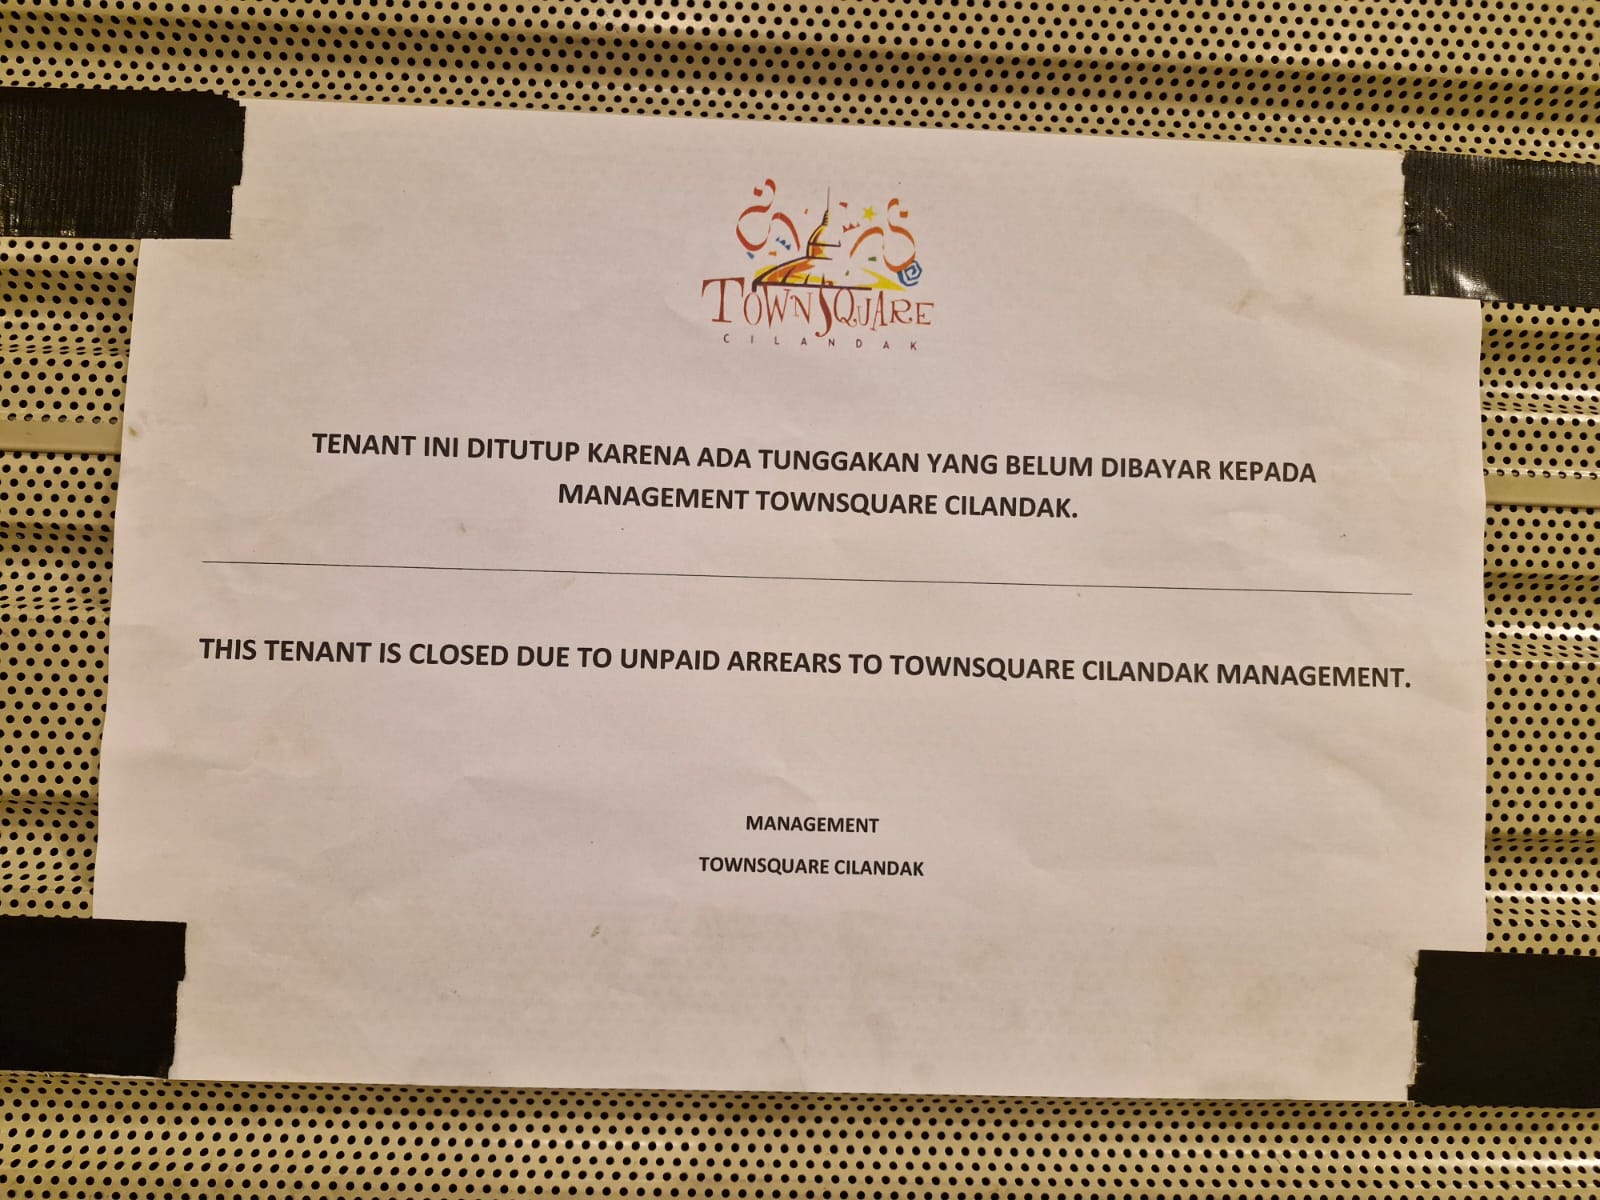 TOWNSQUARE
CILANDAK
TENANT INI DITUTUP KARENA ADA TUNGGAKAN YANG BELUM DIBAYAR KEPADA
MANAGEMENT TOWNSQUARE CILANDAK.
THIS TENANT IS CLOSED DUE TO UNPAID ARREARS TO TOWNSQUARE CILANDAK MANAGEMENT.
MANAGEMENT
TOWNSQUARE CILANDAK